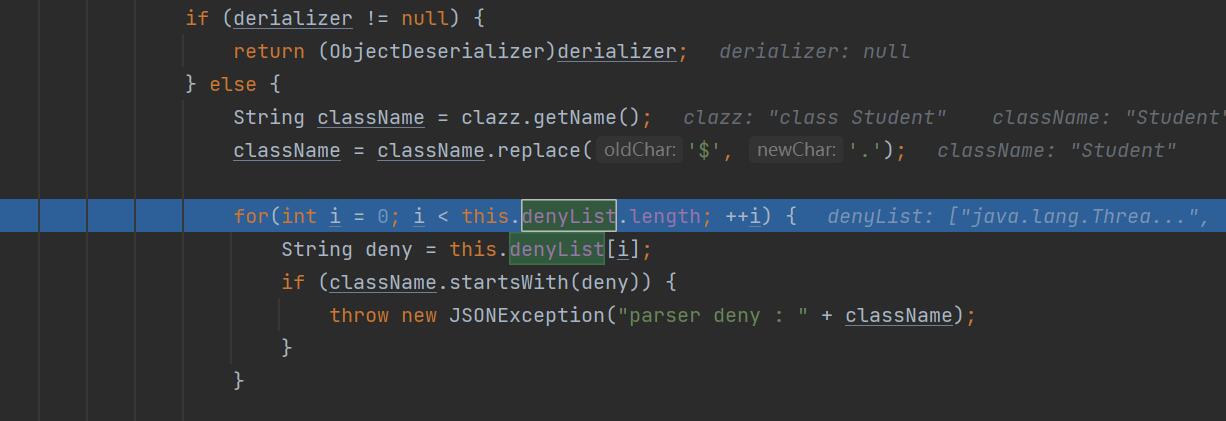 if (derializer != null) {
return (ObjectDeserializer)derializer; derializer: null
} else {
String className = clazz.getName(); clazz: "class Student" className: "Student"
className = className.replace( oldChar: '$', newChar: '.'); className: "Student"
for(int i = 0; i < this.denyList.length; ++i) { denyList: ["java.lang.Threa...",
String deny = this.denyList[i];
if (className.startsWith(deny)) {
throw new JSONException("parser deny : " + className);
}
}